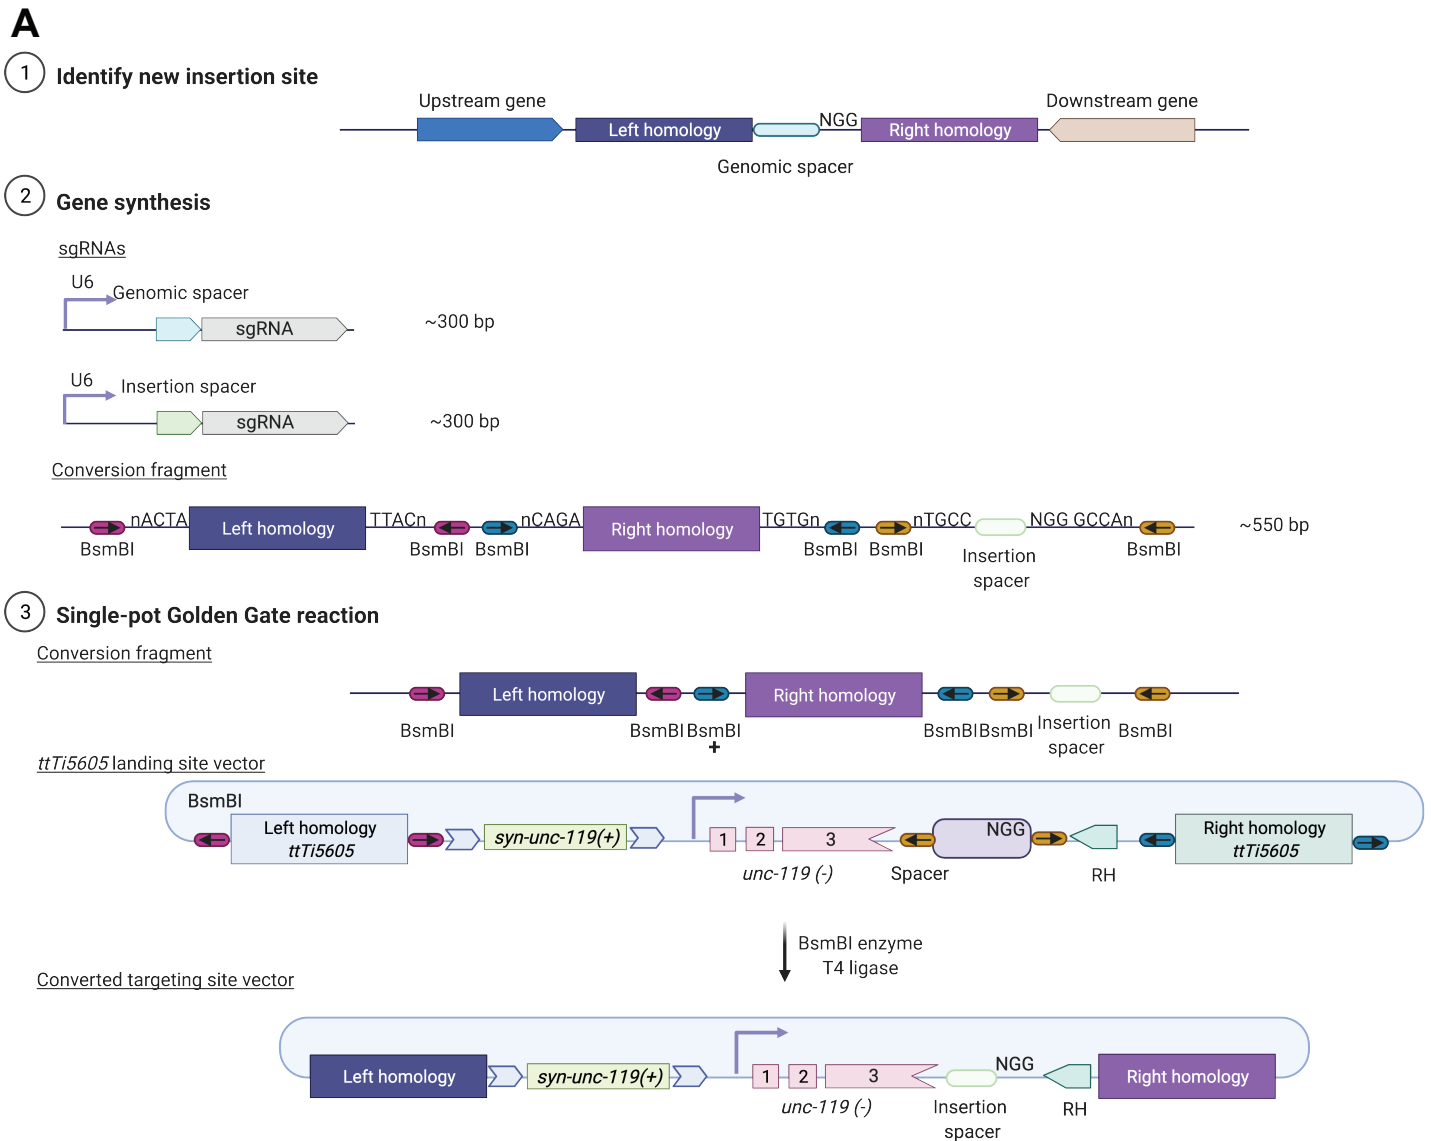 A
1 Identify new insertion site
Upstream gene
Downstream gene
Left homology
NGG
Right homology
Genomic spacer
2 Gene synthesis
sgRNAs
U6
Genomic spacer
sgRNA
~300 bp
U6
Insertion spacer
sgRNA
~300 bp
Conversion fragment
nACTA Left homology TTACn nCAGA Right homology TGTGn nTGCC NGG GCCAn ~550 bp
BsmBI BsmBI BsmBI BsmBI BsmBI Insertion BsmBI
spacer
3 Single-pot Golden Gate reaction
Conversion fragment
Left homology Right homology
BsmBI BsmBI BsmBI BsmBI BsmBI Insertion BsmBI
spacer
+
ttTi5605 landing site vector
BsmBI
Left homology
ttTi5605
syn-unc-119(+)
1 2 3
NGG
Right homology
ttTi5605
unc-119 (-) Spacer RH
BsmBI enzyme
T4 ligase
Converted targeting site vector
Left homology syn-unc-119(+) 1 2 3 NGG Right homology
unc-119 (-) Insertion RH
spacer